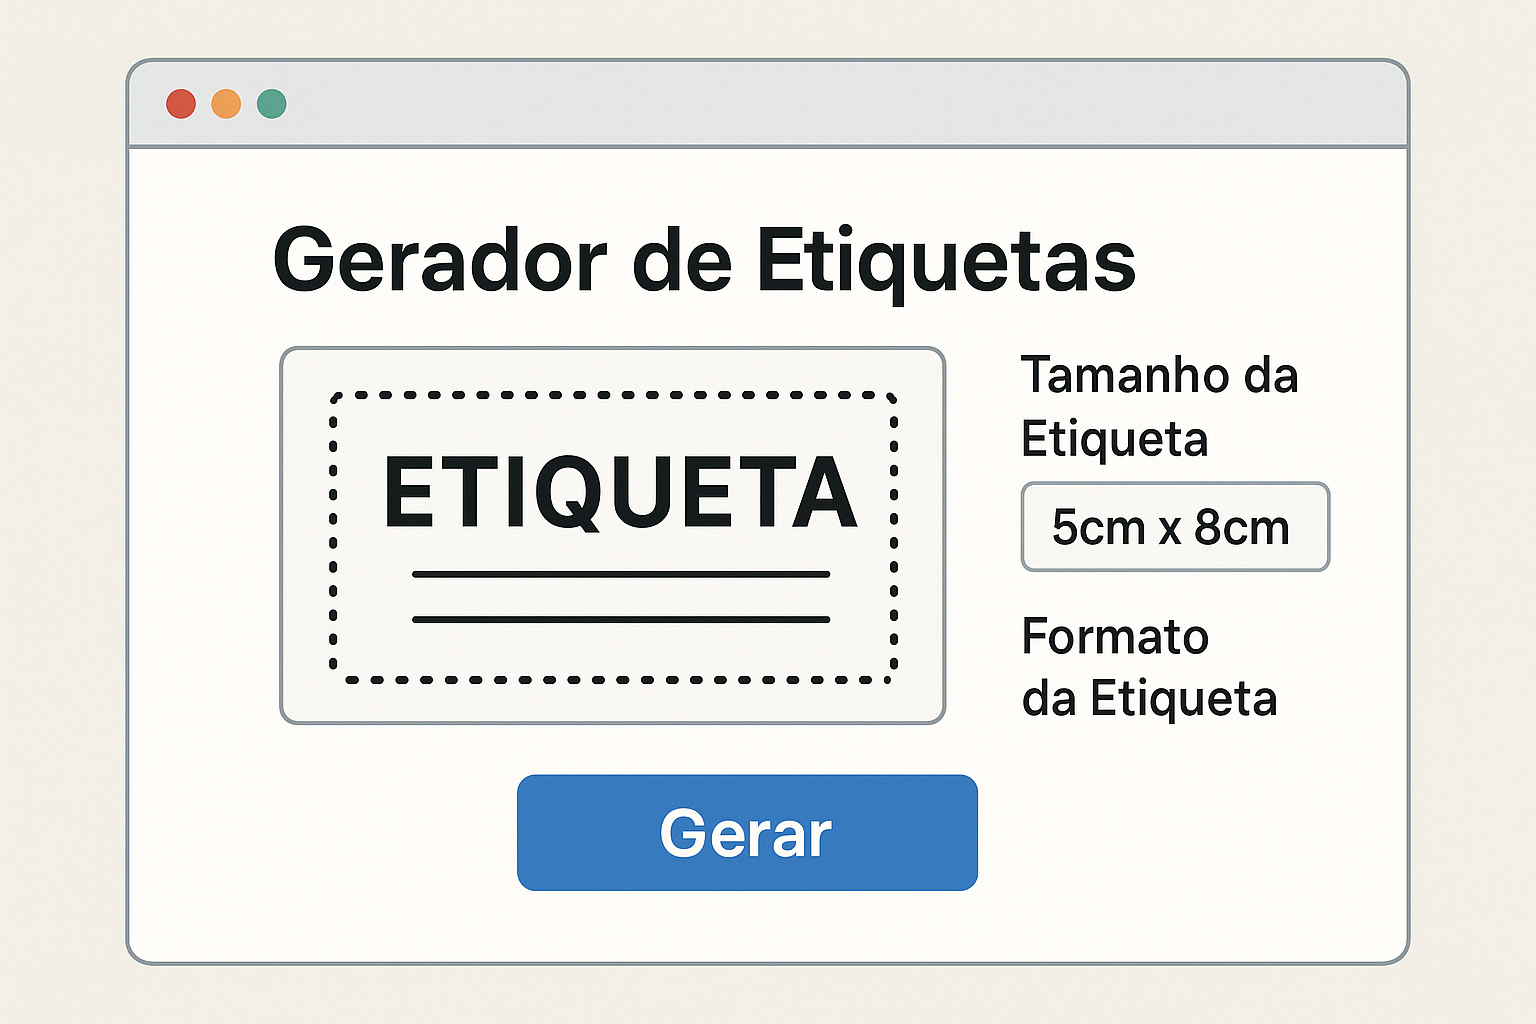 Gerador de Etiquetas
ETIQUETA
Tamanho da
Etiqueta
5cm x 8cm
Formato
da Etiqueta
Gerar